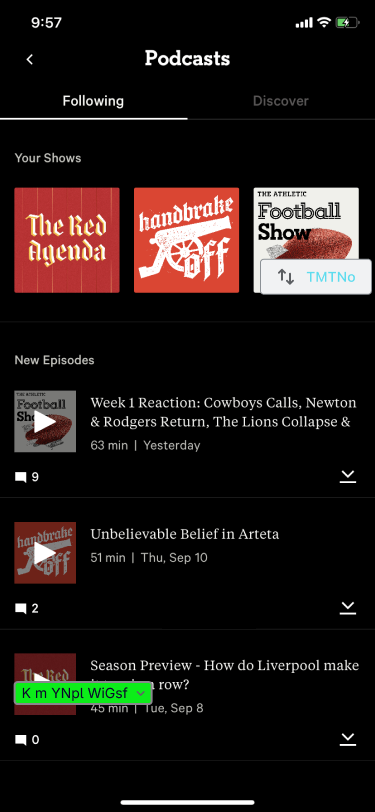 9:57
Podcasts
Following
Discover
Your Shows
The Red
Agenda
handbrake
off
THE ATHLETIC
Football
Show
TMTNo
New Episodes
THE ATHLETIC
Football
Show
Week 1 Reaction: Cowboys Calls, Newton
& Rodgers Return, The Lions Collapse &
63 min | Yesterday
9
handbrake
off
Unbelievable Belief in Arteta
51 min | Thu, Sep 10
2
The Red
Season Preview - How do Liverpool make
row?
K m YNpl WiGsf
45 min | Tue, Sep 8
0